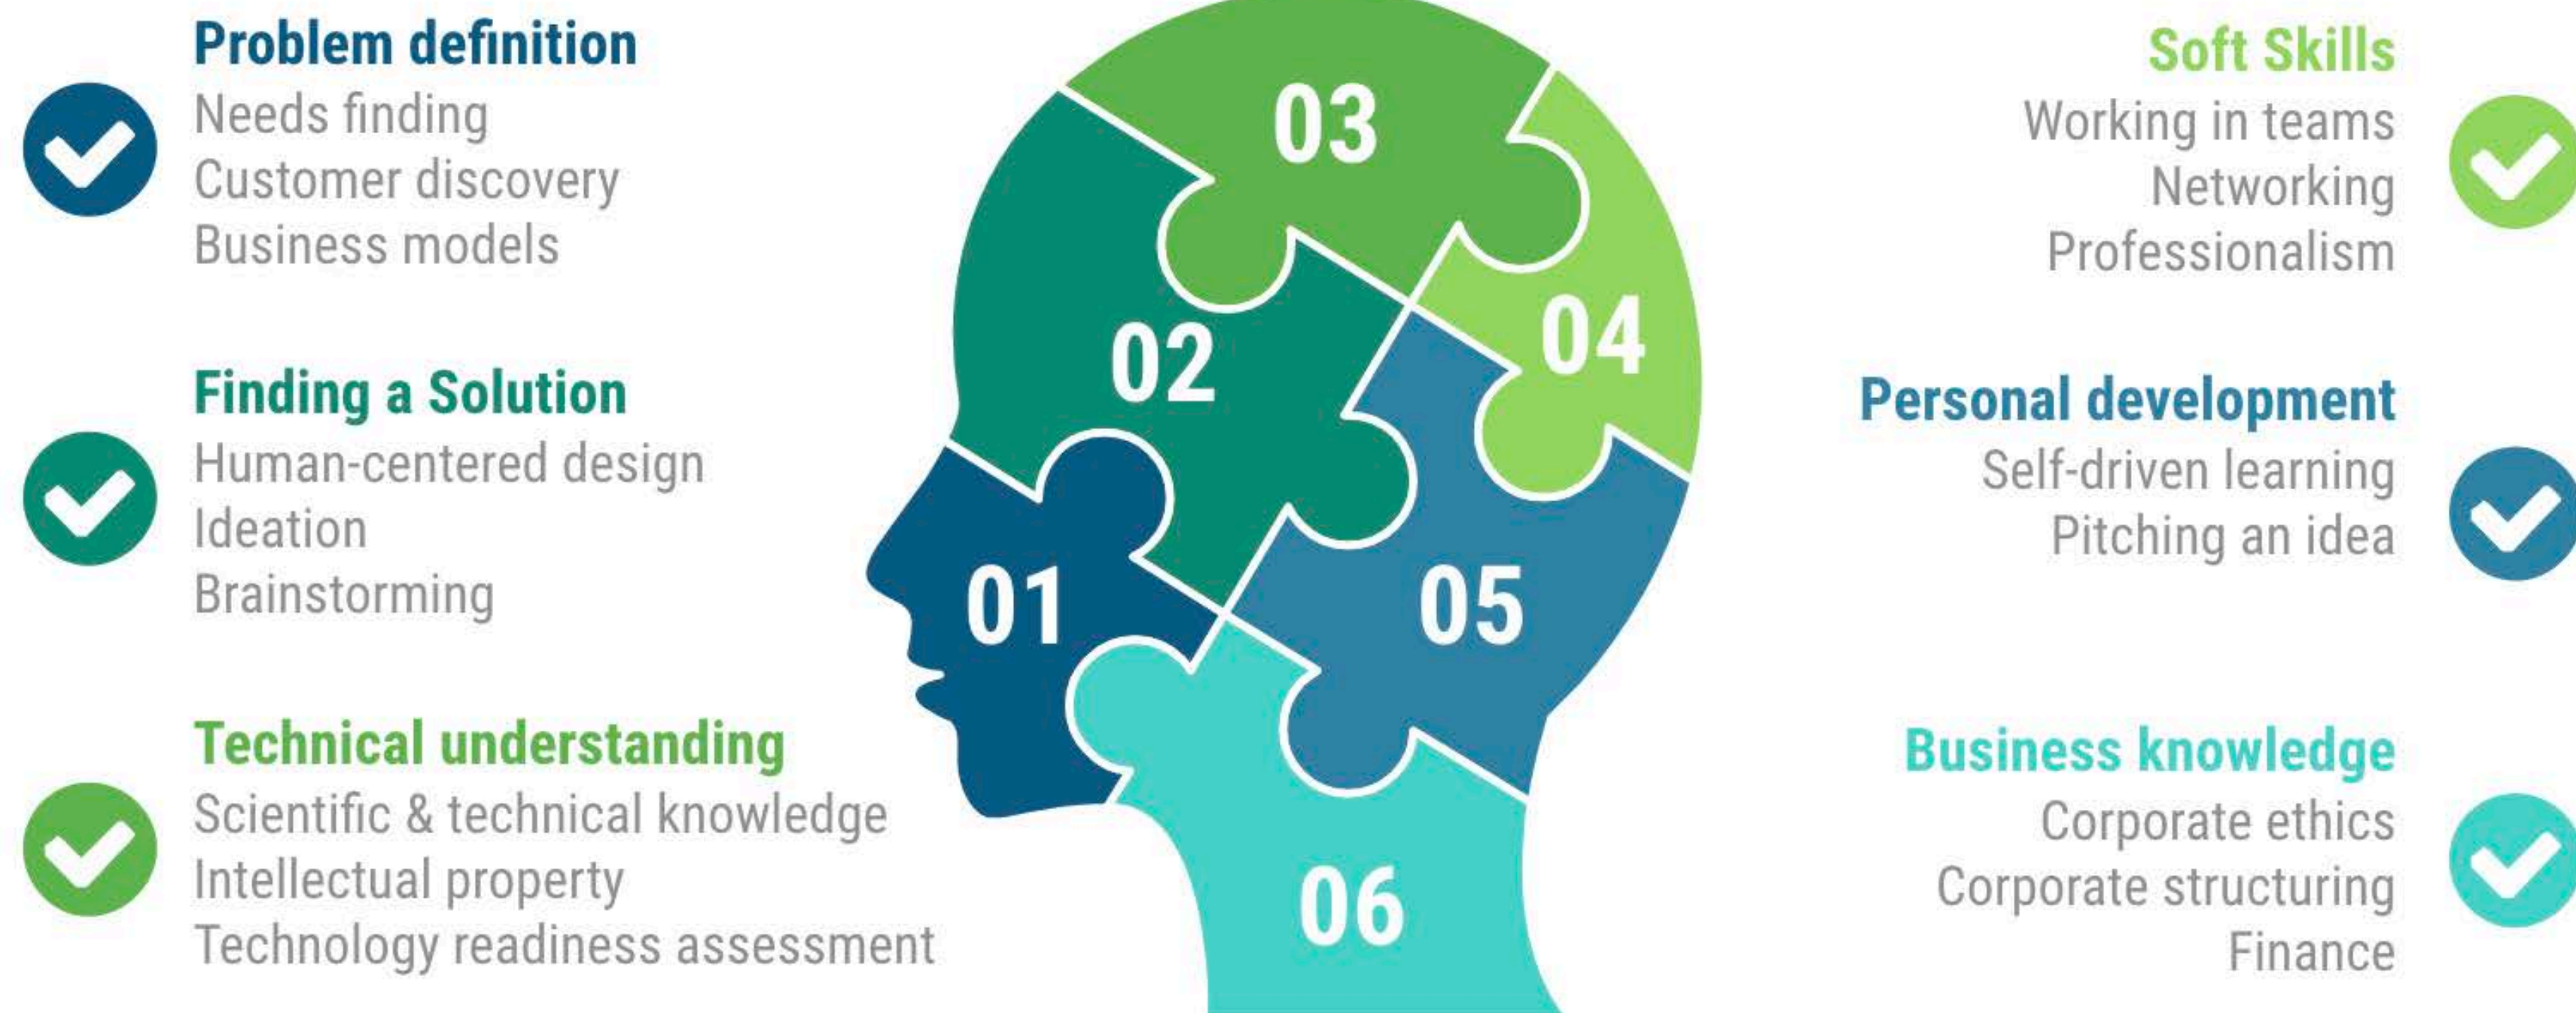 Problem definition
Needs finding
Customer discovery
Business models
Finding a Solution
Human-centered design
Ideation
Brainstorming
Technical understanding
Scientific & technical knowledge
Intellectual property
Technology readiness assessment
03
02
04
01
05
06
Soft Skills
Working in teams
Networking
Professionalism
Personal development
Self-driven learning
Pitching an idea
Business knowledge
Corporate ethics
Corporate structuring
Finance